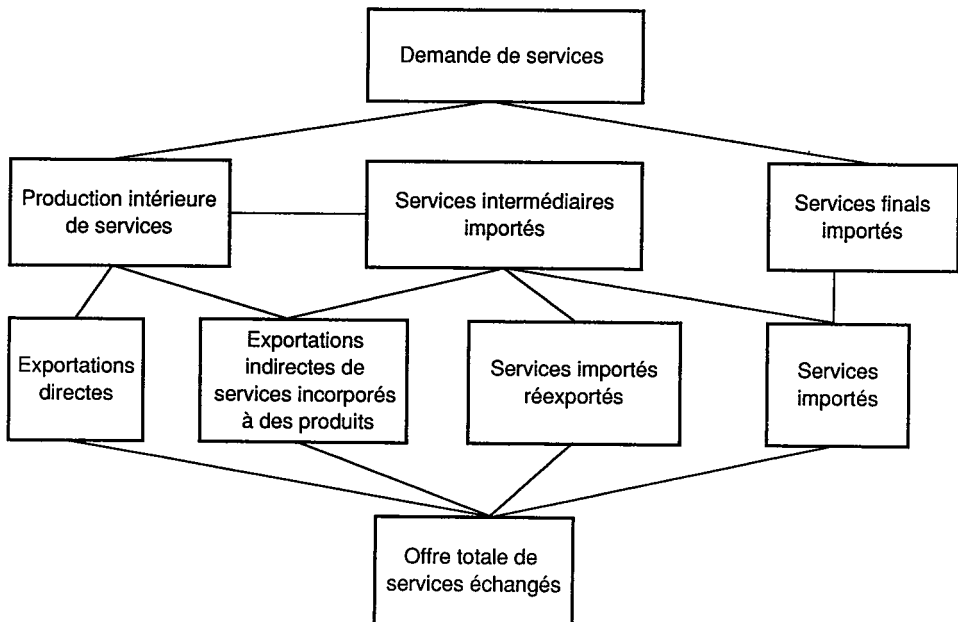 Demande de services
Production intérieure
de services
Services intermédiaires
importés
Services finals
importés
Exportations
directes
Exportations
indirectes de
services incorporés
à des produits
Services importés
réexportés
Services
importés
Offre totale de
services échangés